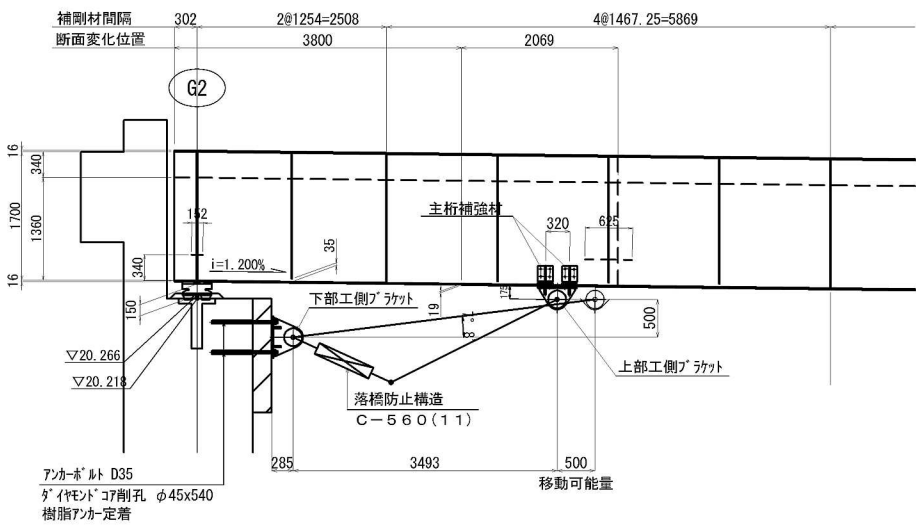 補剛材間隔 302 2@1254=2508 4@1467.25=5869
断面変化位置 3800 2069
G2
16
340
1700
1360
16
152
340
i=1.200%
35
主桁補強材
320
625
150
19
175
500
下部工側ブラケット
▽20.266
▽20.218
上部工側ブラケット
落橋防止構造
C-560(11)
285 3493 500
移動可能量
アンカーボルト D35
ダイヤモンドコア削孔 φ45x540
樹脂アンカー定着